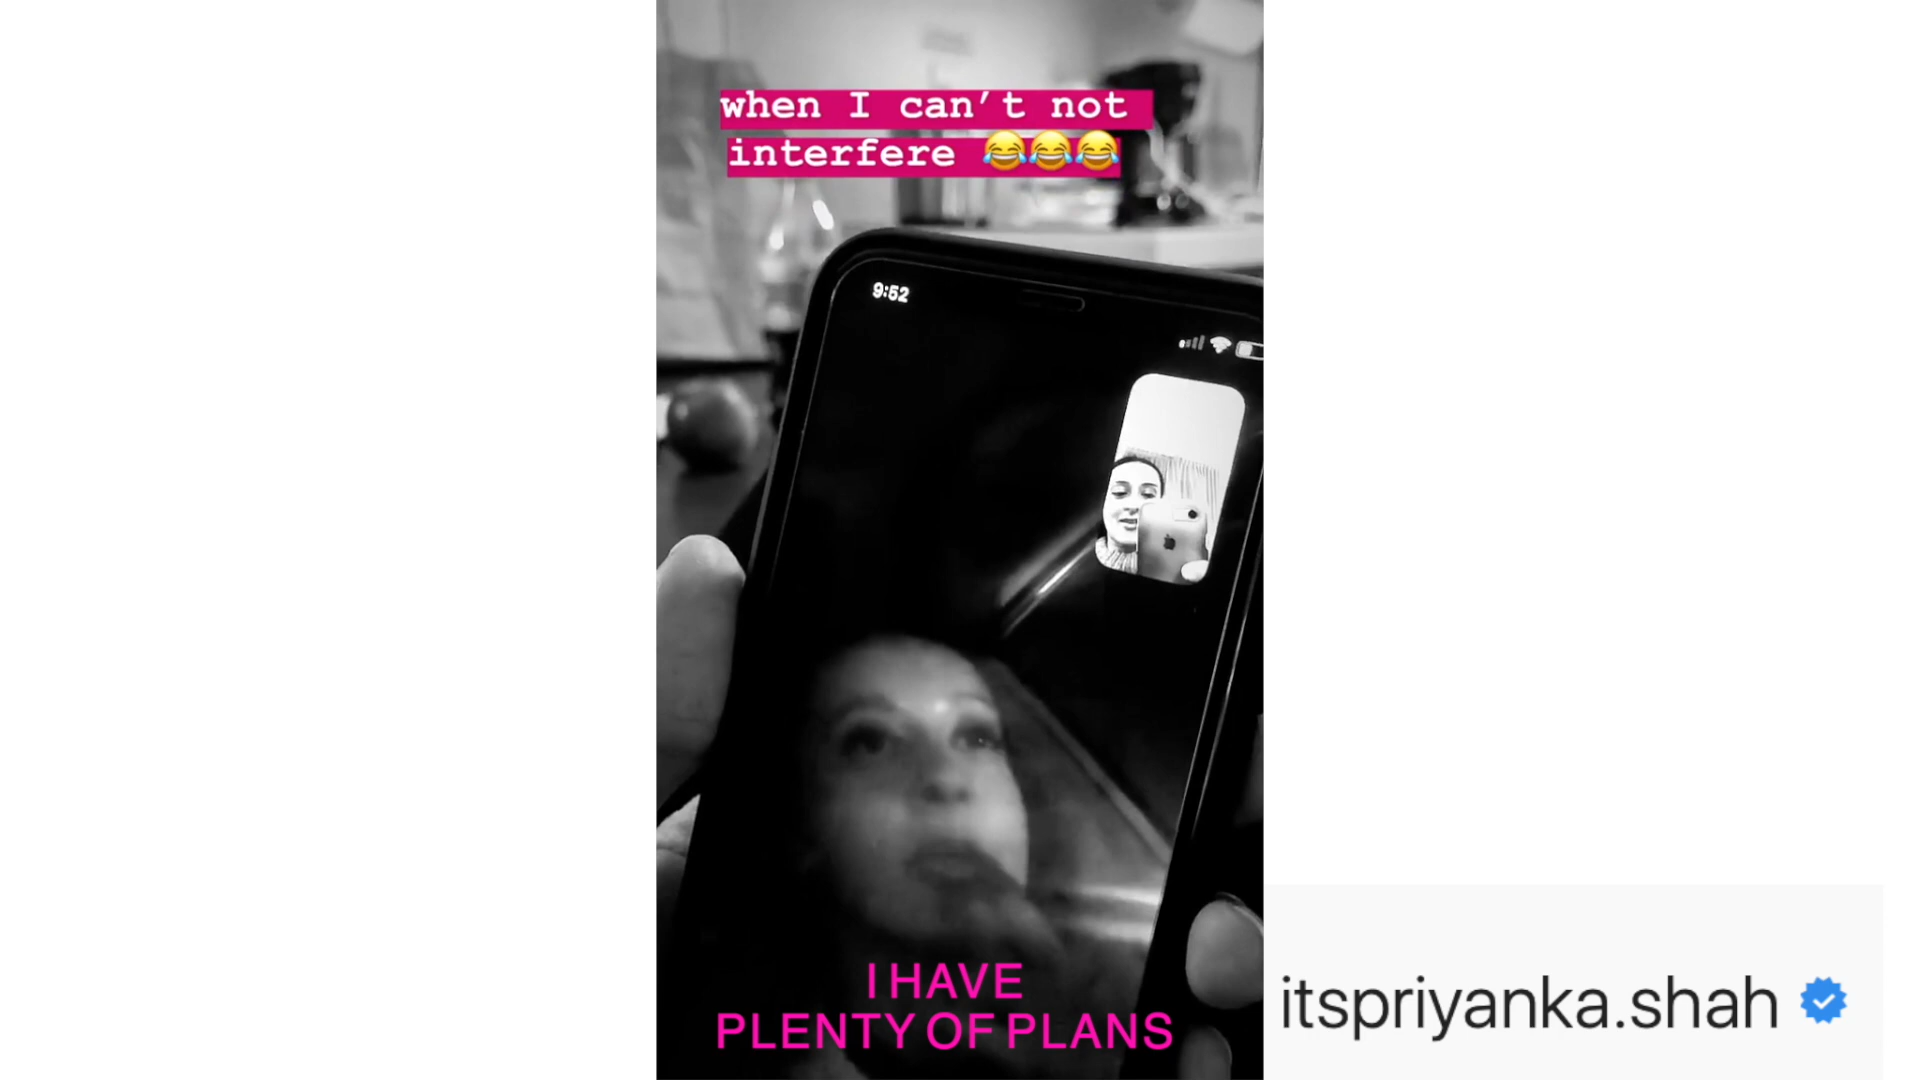 when I can’t not
interfere 😂😂😂
9:52
I HAVE
PLENTY OF PLANS
itspriyanka.shah